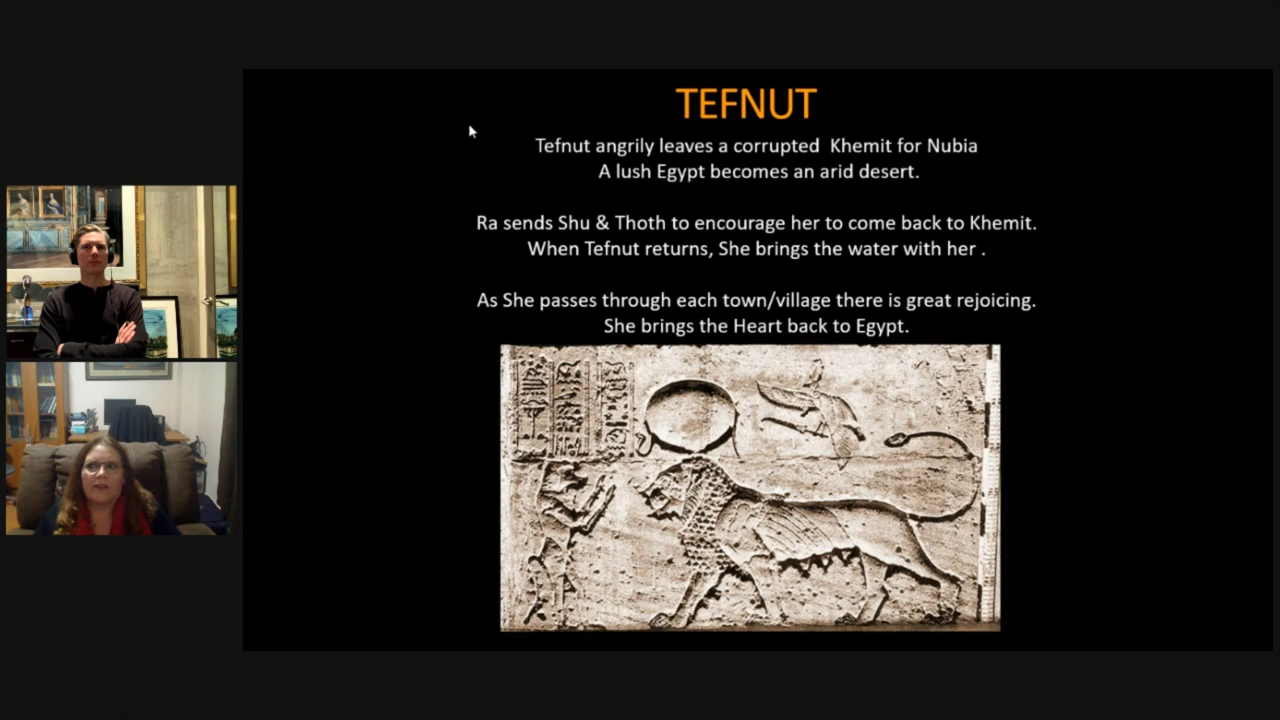 TEFNUT
Tefnut angrily leaves a corrupted  Khemit for Nubia
A lush Egypt becomes an arid desert.
Ra sends Shu & Thoth to encourage her to come back to Khemit.
When Tefnut returns, She brings the water with her .
As She passes through each town/village there is great rejoicing.
She brings the Heart back to Egypt.